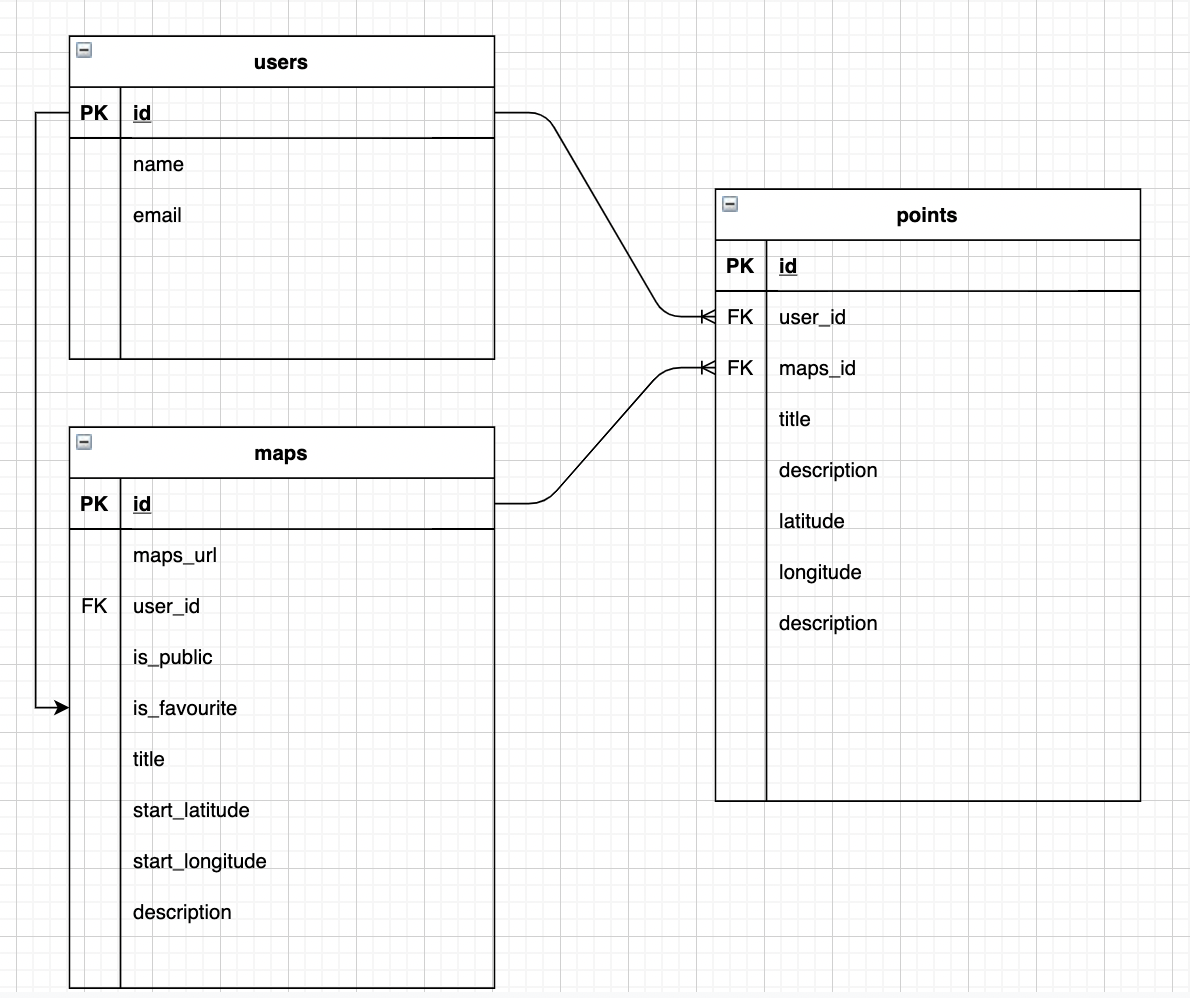 users
PK id
name
email
maps
PK id
maps_url
FK user_id
is_public
is_favourite
title
start_latitude
start_longitude
description
points
PK id
FK user_id
FK maps_id
title
description
latitude
longitude
description